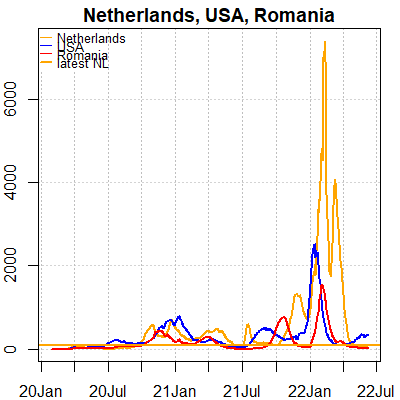 Netherlands, USA, Romania
Netherlands
USA
Romania
latest NL
6000
4000
2000
0
20Jan 20Jul 21Jan 21Jul 22Jan 22Jul